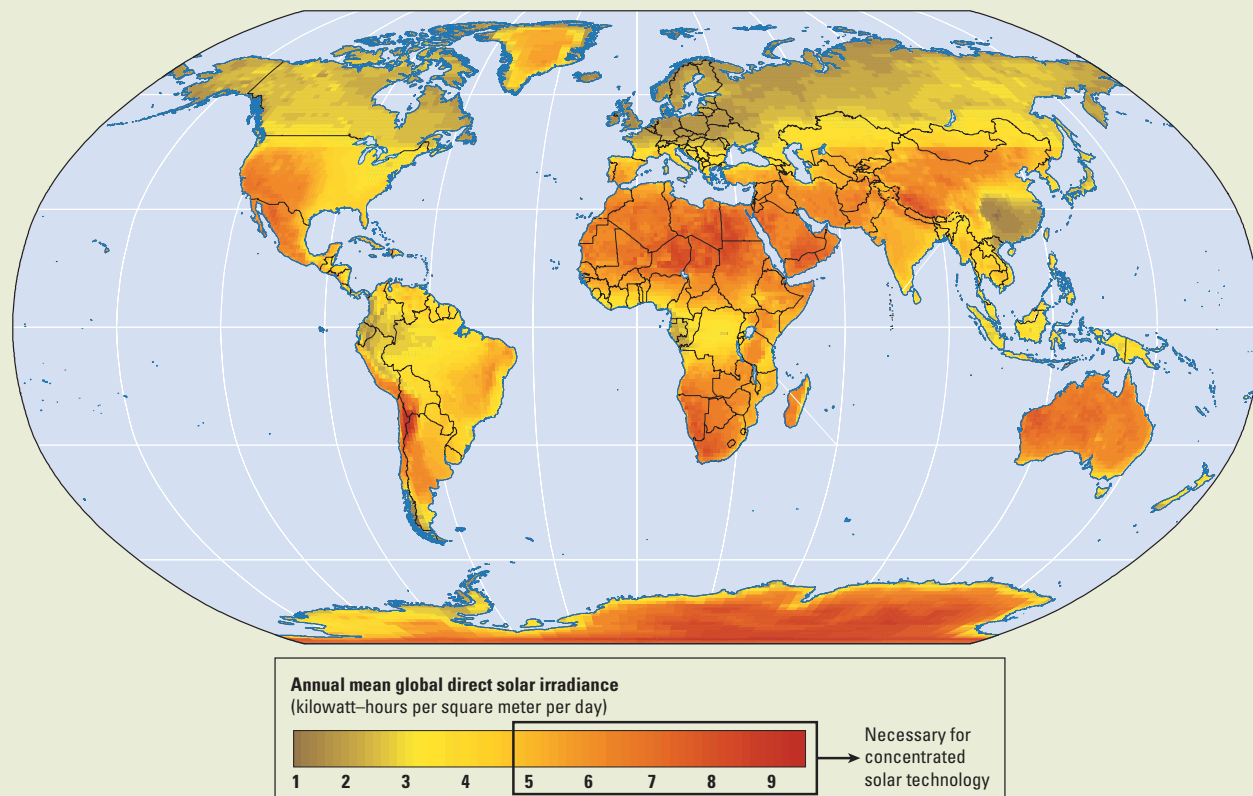 Annual mean global direct solar irradiance
(kilowatt–hours per square meter per day)
1 2 3 4 5 6 7 8 9
Necessary for
concentrated
solar technology